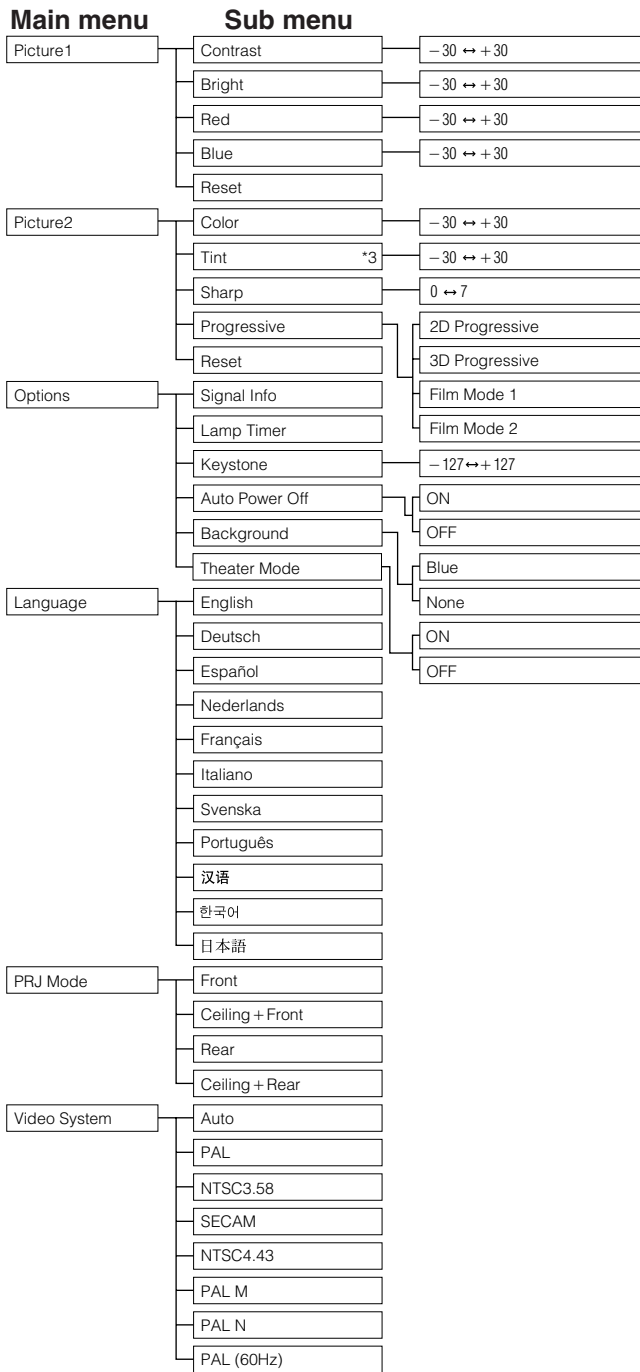 Main menu Sub menu
Picture1 Contrast −30 ↔ +30
Bright −30 ↔ +30
Red −30 ↔ +30
Blue −30 ↔ +30
Reset
Picture2 Color −30 ↔ +30
Tint *3 −30 ↔ +30
Sharp 0 ↔ 7
Progressive 2D Progressive
Reset 3D Progressive
Options Signal Info Film Mode 1
Lamp Timer Film Mode 2
Keystone −127↔+127
Auto Power Off ON
Background OFF
Theater Mode Blue
Language English None
Deutsch ON
Español OFF
Nederlands
Français
Italiano
Svenska
Português
汉语
한국어
日本語
PRJ Mode Front
Ceiling+Front
Rear
Ceiling+Rear
Video System Auto
PAL
NTSC3.58
SECAM
NTSC4.43
PAL M
PAL N
PAL (60Hz)